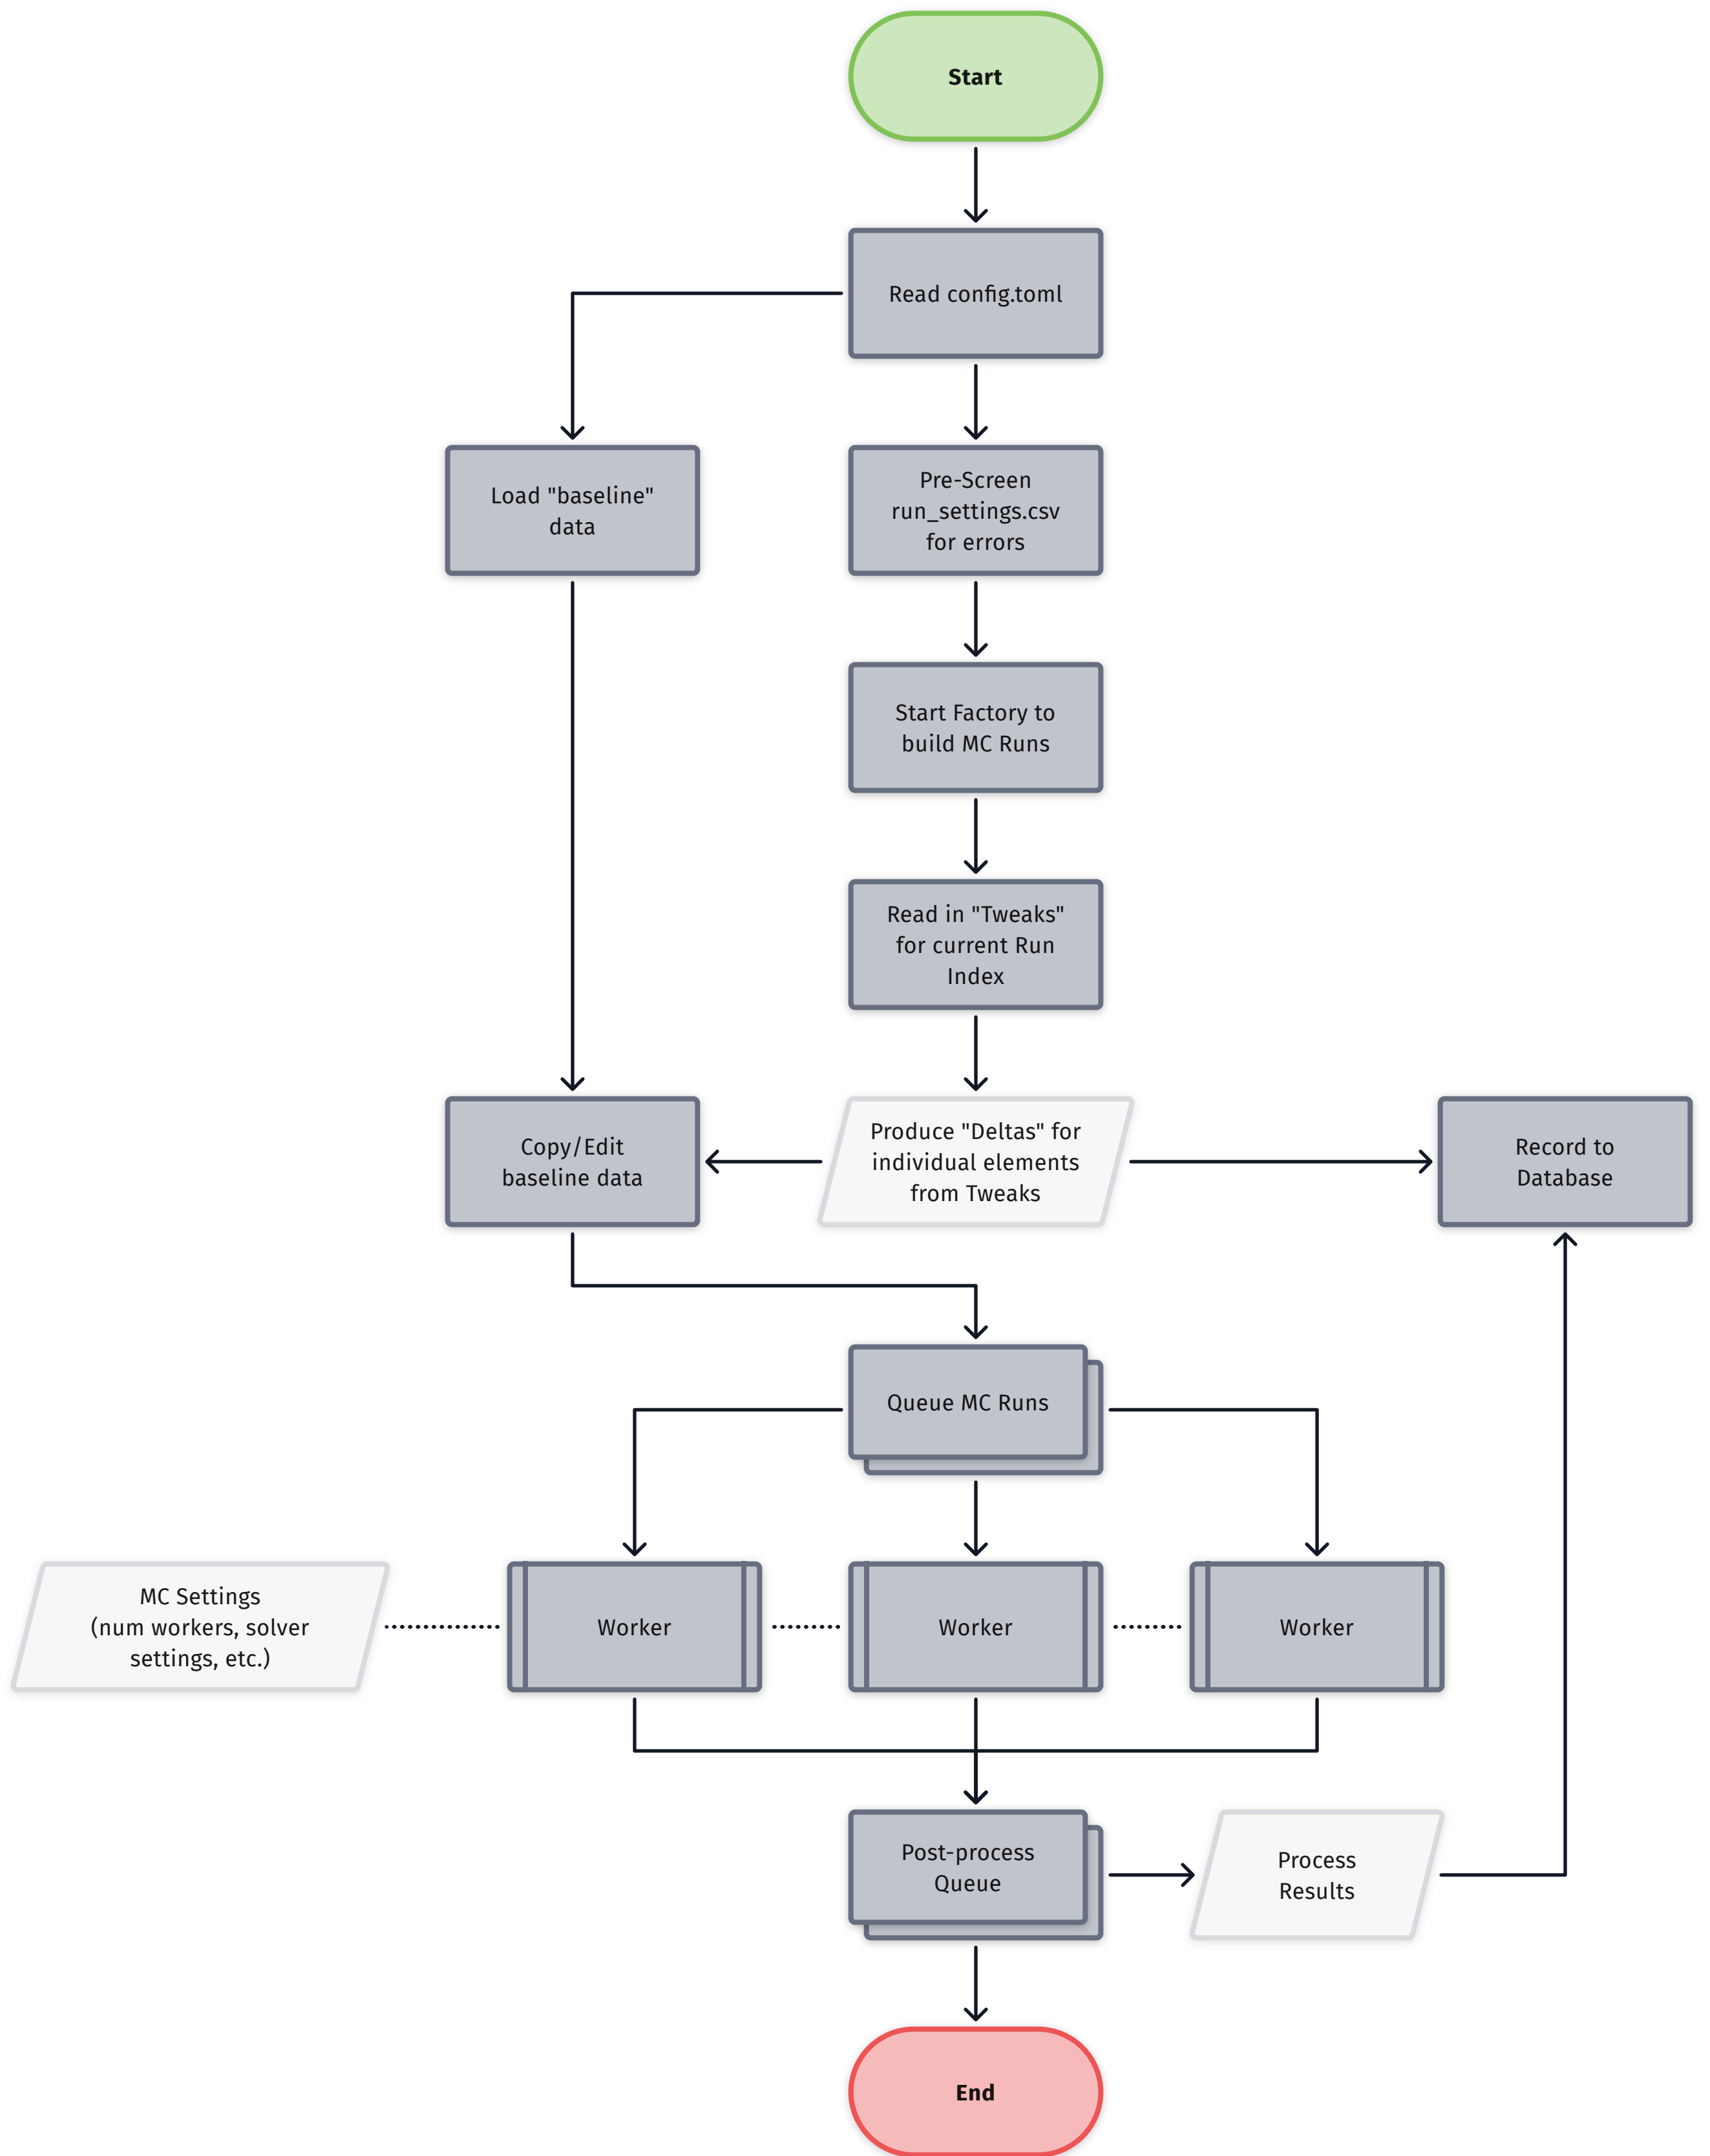 Start
Read config.toml
Load "baseline"
data
Pre-Screen
run_settings.csv
for errors
Start Factory to
build MC Runs
Read in "Tweaks"
for current Run
Index
Copy/Edit
baseline data
Produce "Deltas" for
individual elements
from Tweaks
Record to
Database
Queue MC Runs
MC Settings
(num workers, solver
settings, etc.)
Worker
Worker
Worker
Post-process
Queue
Process
Results
End